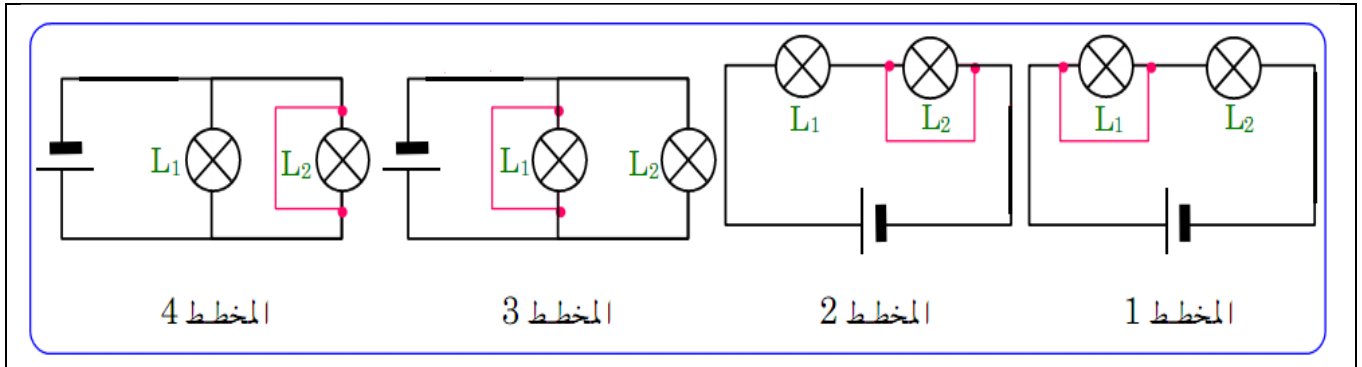 L₁ L₂ L₁ L₂ L₁ L₂ L₁ L₂
المخطط 1
المخطط 2
المخطط 3
المخطط 4